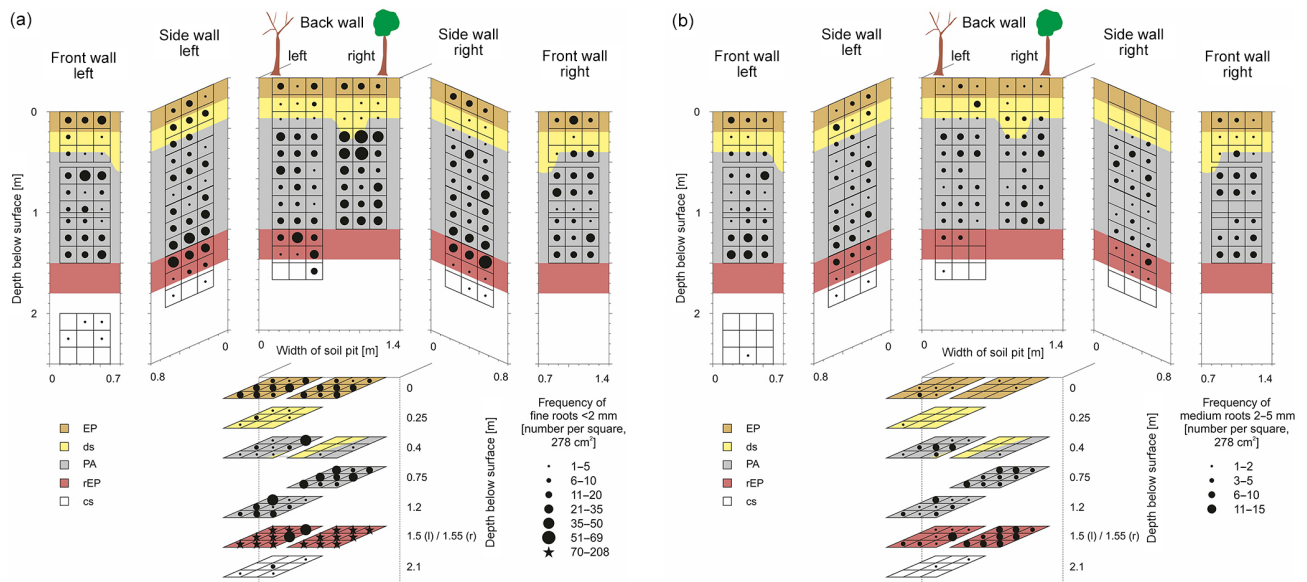 (a)
Front wall
left
Side wall
left
Back wall
left
right
Side wall
right
Front wall
right
Depth below surface [m]
0
1
2
0
0.7
0.8
0
0
1.4
Width of soil pit [m]
0
0.8
0.7
1.4
EP
ds
PA
rEP
cs
0
0.25
0.4
0.75
1.2
1.5 (l) / 1.55 (r)
2.1
Depth below surface [m]
Frequency of
fine roots <2 mm
[number per square,
278 cm²]
1–5
6–10
11–20
21–35
35–50
51–69
70–208
(b)
Front wall
left
Side wall
left
Back wall
left
right
Side wall
right
Front wall
right
Depth below surface [m]
0
1
2
0
0.7
0.8
0
0
1.4
Width of soil pit [m]
0
0.8
0.7
1.4
EP
ds
PA
rEP
cs
0
0.25
0.4
0.75
1.2
1.5 (l) / 1.55 (r)
2.1
Depth below surface [m]
Frequency of
medium roots 2–5 mm
[number per square,
278 cm²]
1–2
3–5
6–10
11–15